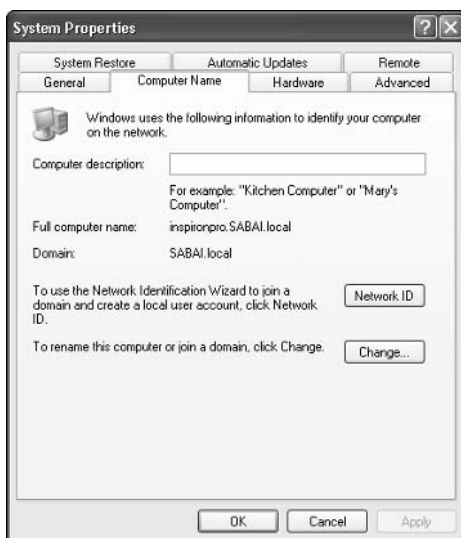 System Properties
System Restore Automatic Updates Remote
General Computer Name Hardware Advanced
Windows uses the following information to identify your computer
on the network.
Computer description:
For example: "Kitchen Computer" or "Mary's
Computer".
Full computer name: inspironpro.SABAI.local
Domain: SABAI.local
To use the Network Identification Wizard to join a
domain and create a local user account, click Network
ID.
Network ID
To rename this computer or join a domain, click Change.
Change...
OK Cancel Apply